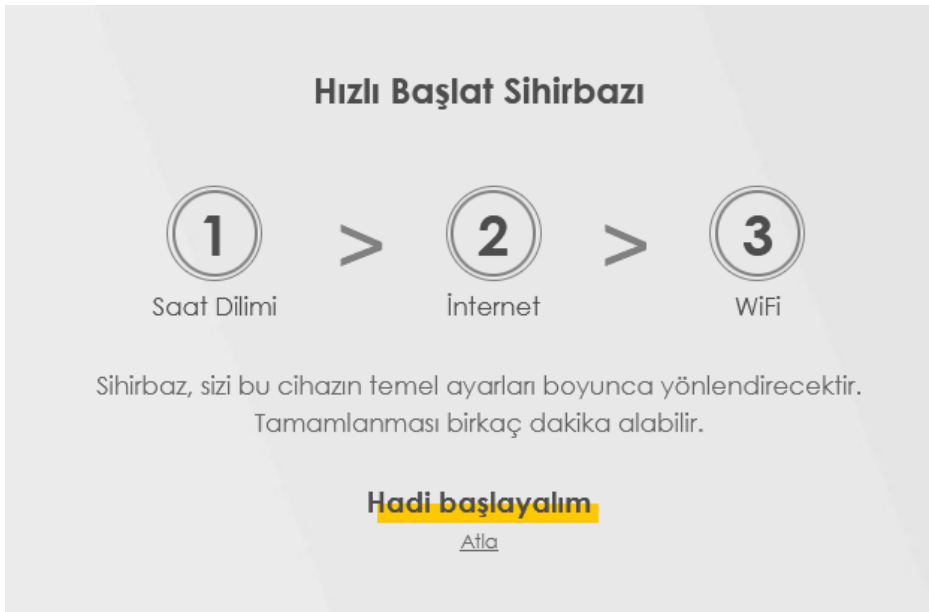 Hızlı Başlat Sihirbazı
1 > 2 > 3
Saat Dilimi İnternet WiFi
Sihirbaz, sizi bu cihazın temel ayarları boyunca yönlendirecektir.
Tamamlanması birkaç dakika alabilir.
Hadi başlayalım
Atla